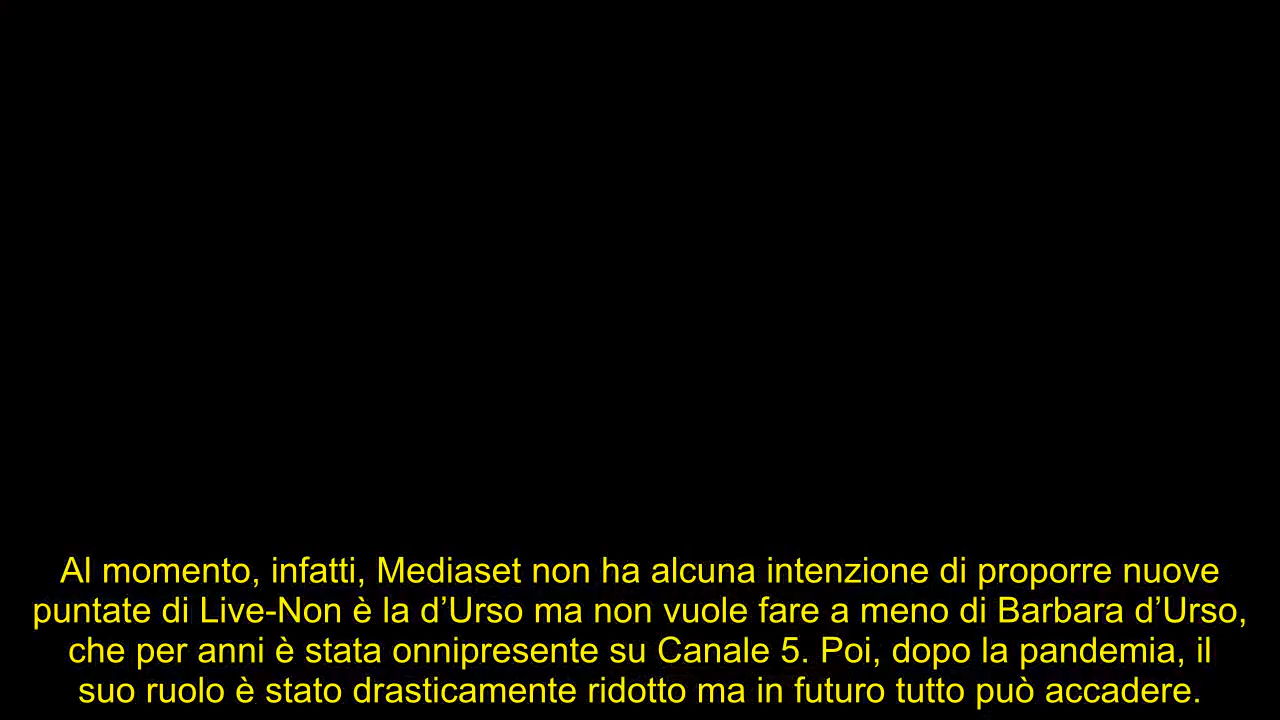 Al momento, infatti, Mediaset non ha alcuna intenzione di proporre nuove
puntate di Live-Non è la d’Urso ma non vuole fare a meno di Barbara d’Urso,
che per anni è stata onnipresente su Canale 5. Poi, dopo la pandemia, il
suo ruolo è stato drasticamente ridotto ma in futuro tutto può accadere.